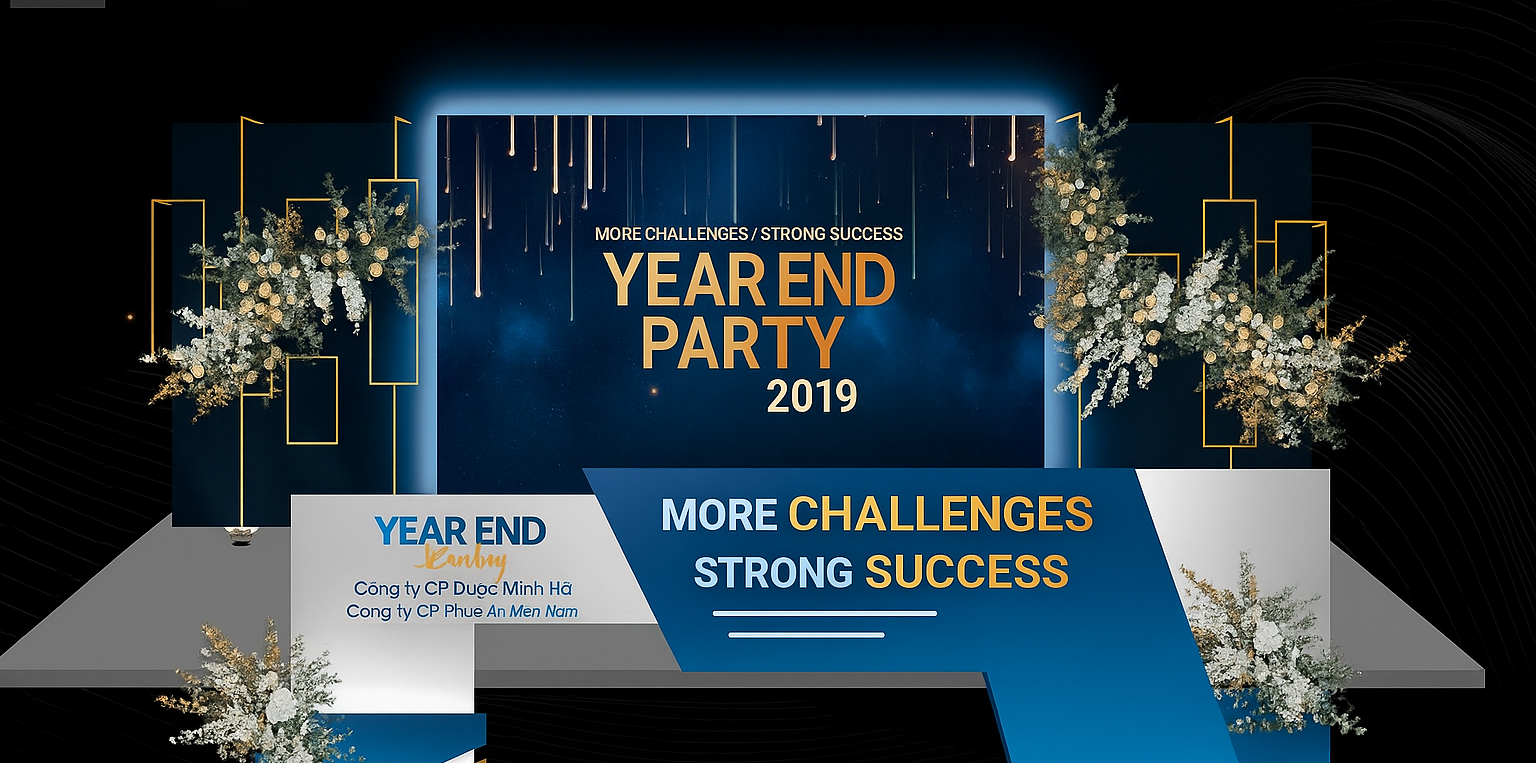 MORE CHALLENGES / STRONG SUCCESS
YEAR END
PARTY
2019
MORE CHALLENGES
STRONG SUCCESS
YEAR END
Công ty CP Dược Minh Hà
Cong ty CP Phue An Men Nam